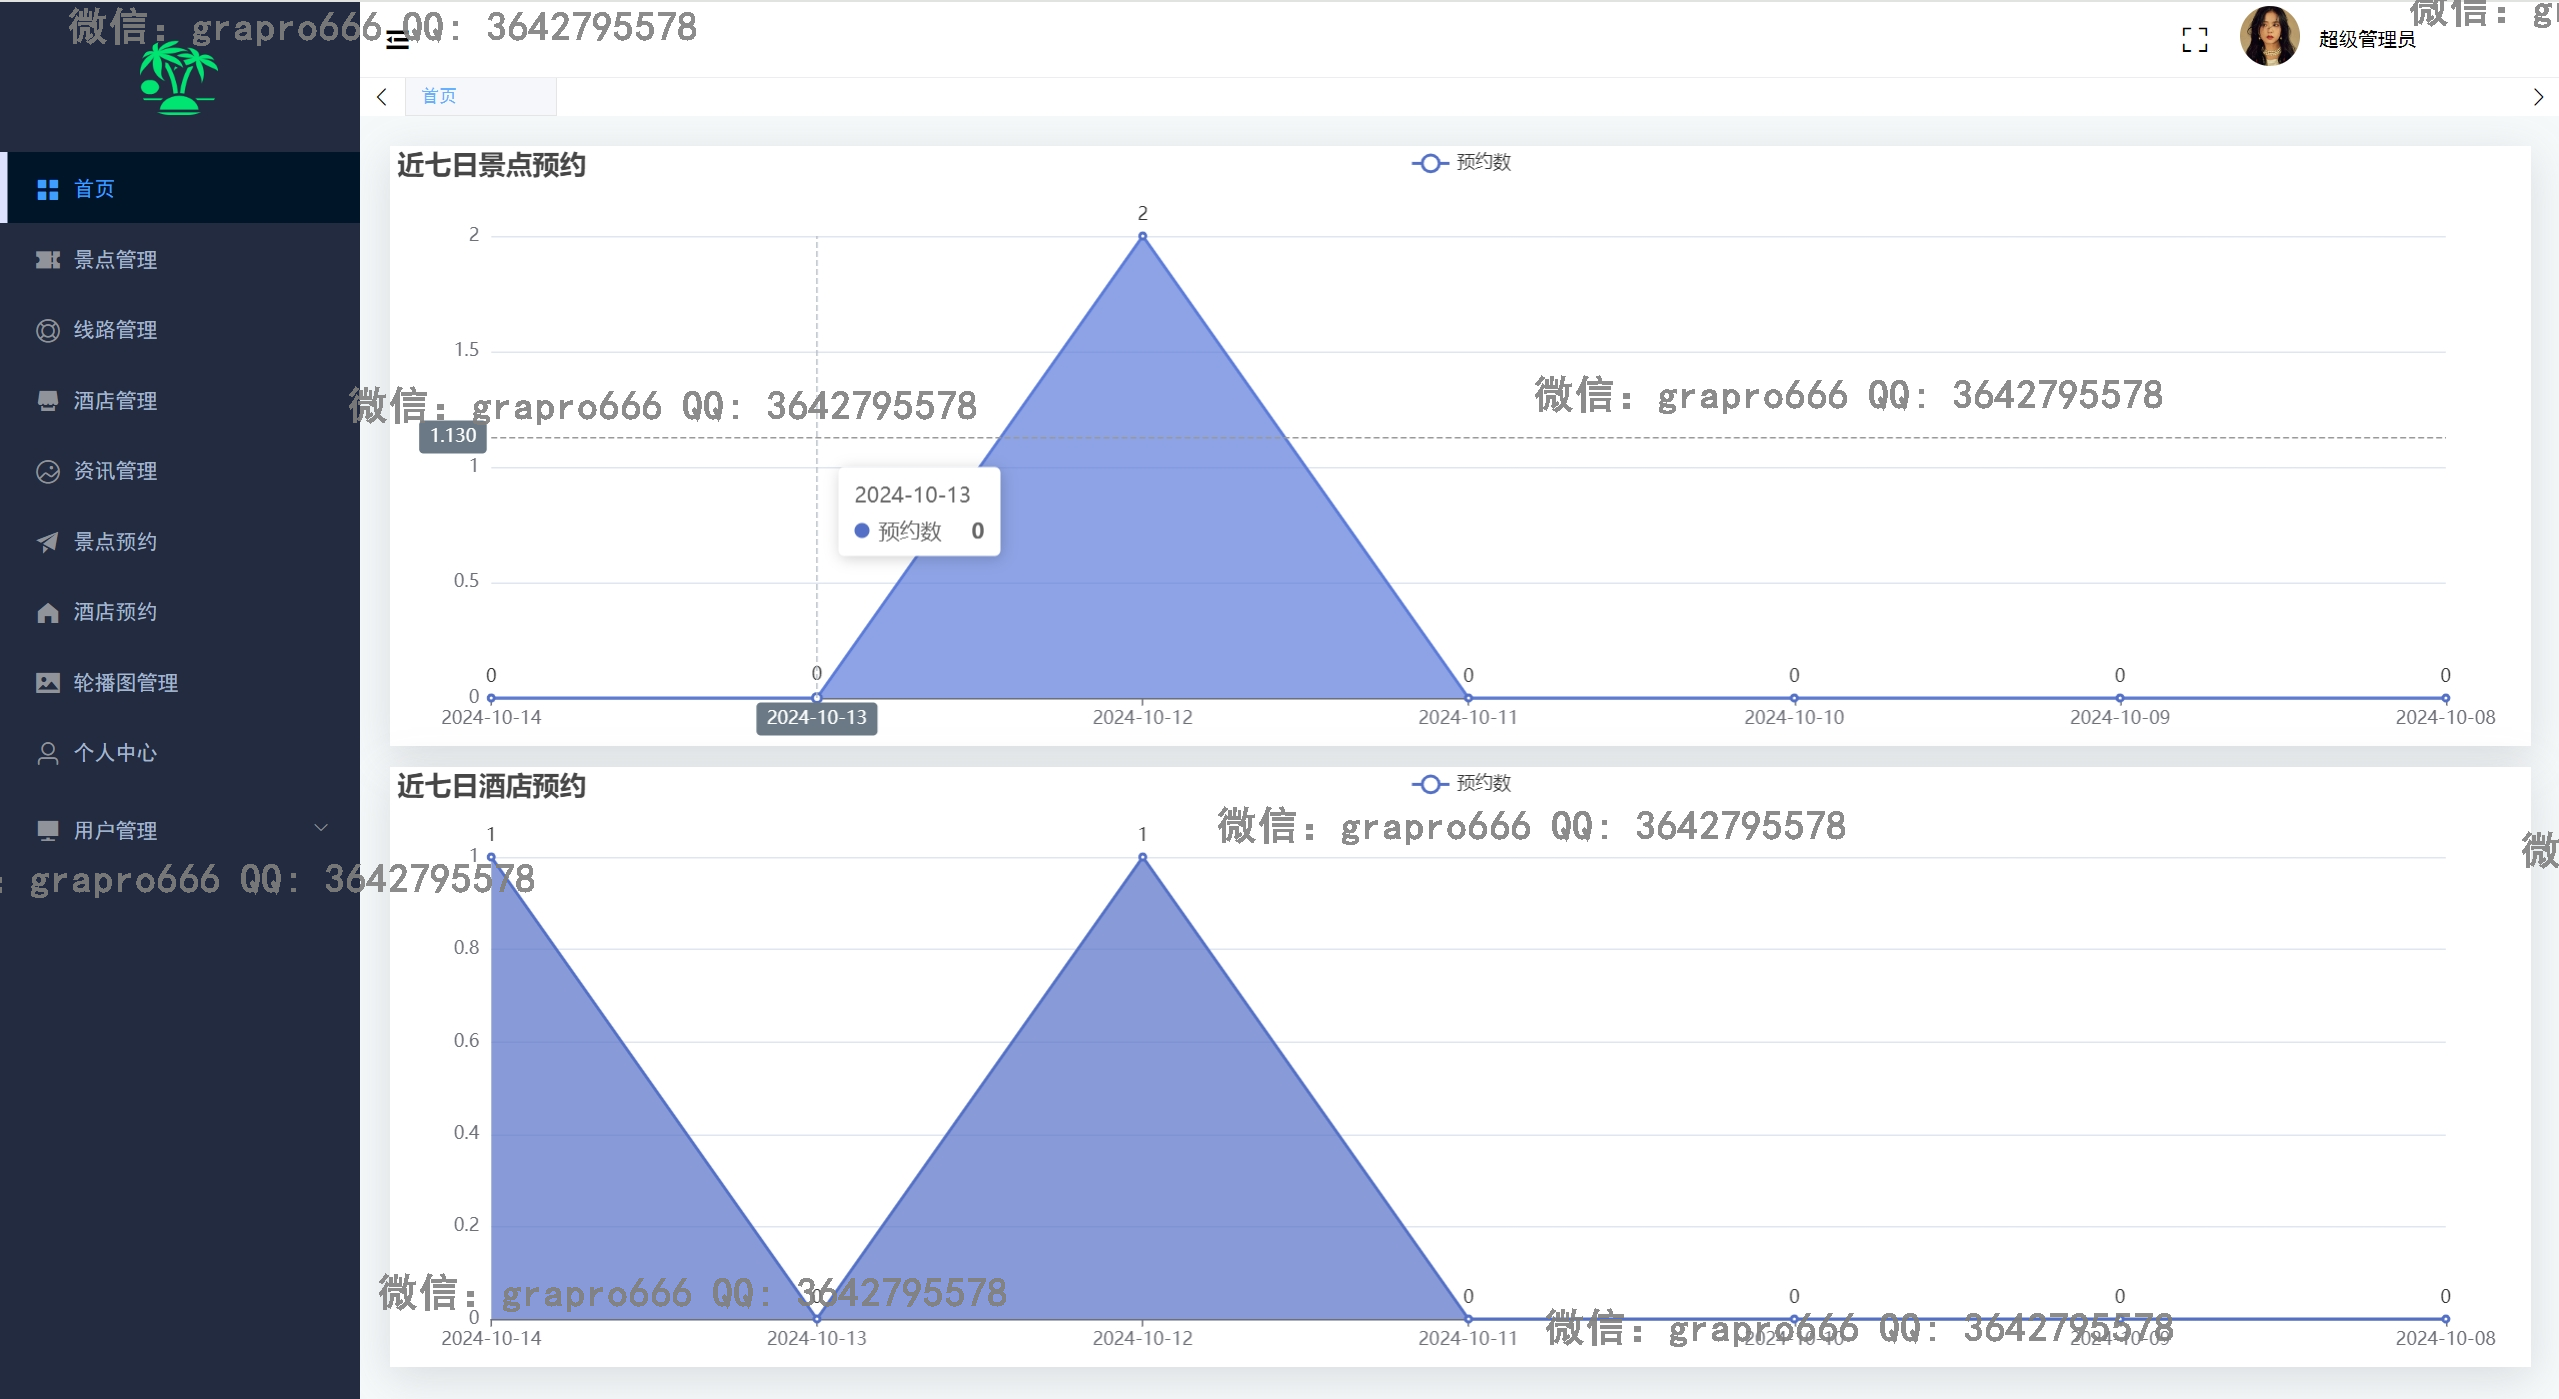 微信：grapro666 QQ: 3642795578
微信：gr
超级管理员
首页
首页
景点管理
线路管理
酒店管理
资讯管理
景点预约
酒店预约
轮播图管理
个人中心
用户管理
近七日景点预约
预约数
2
2
1.5
微信：grapro666 QQ: 3642795578
微信：grapro666 QQ: 3642795578
1.130
1
2024-10-13
预约数 0
0.5
0 0 0 0 0 0
0
2024-10-14 2024-10-13 2024-10-12 2024-10-11 2024-10-10 2024-10-09 2024-10-08
近七日酒店预约
预约数
微信：grapro666 QQ: 3642795578
1 1
1
微
: grapro666 QQ: 3642795578
0.8
0.6
0.4
0.2
微信：grapro666 QQ: 3642795578
0 0 0 0 0
0
微信：grapro666 QQ: 3642795578
2024-10-14 2024-10-13 2024-10-12 2024-10-11 2024-10-10 2024-10-09 2024-10-08